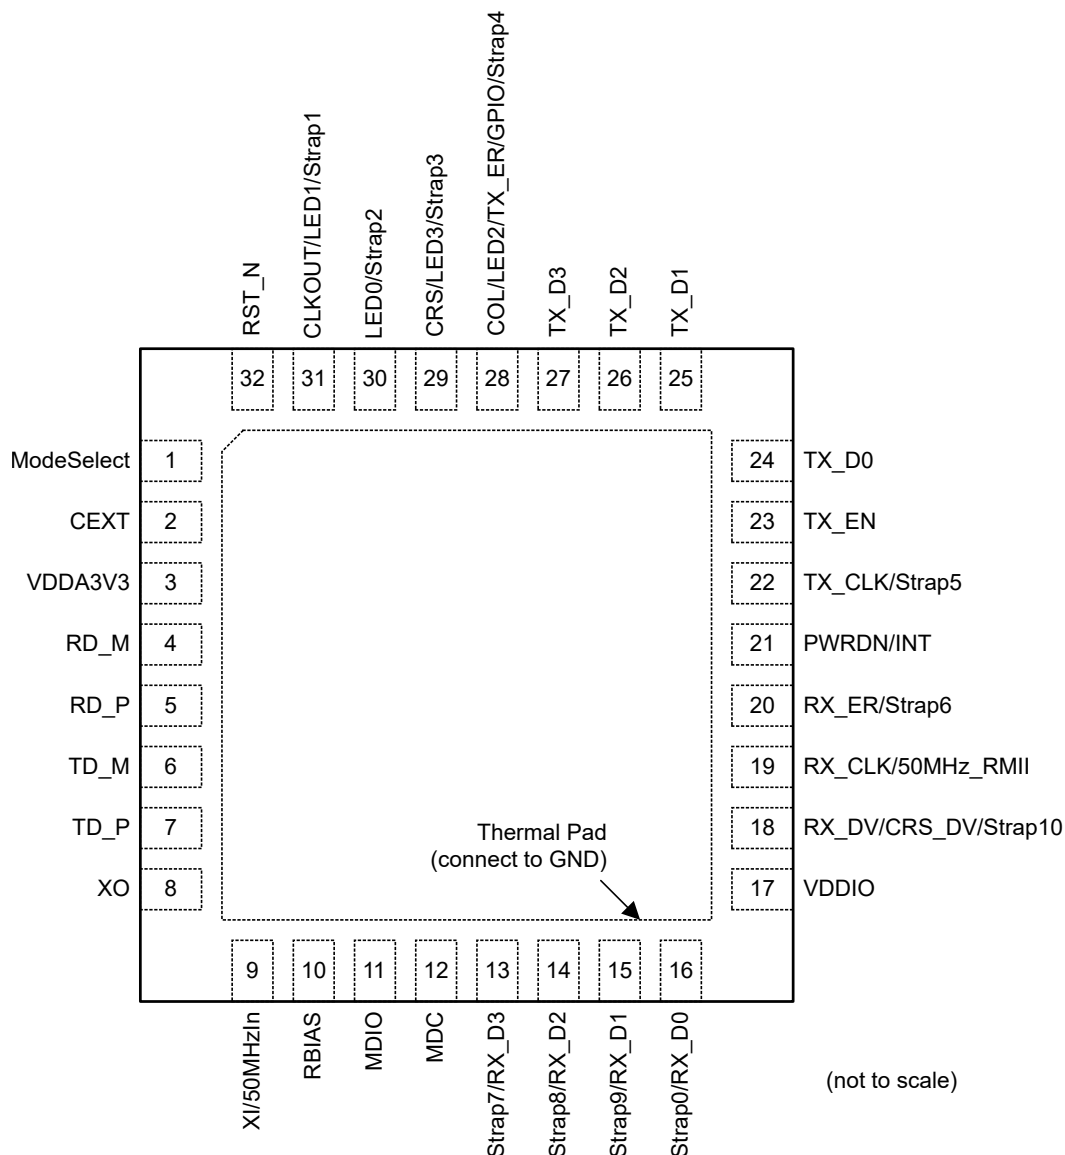 COL/LED2/TX_ER/GPIO/Strap4
CLKOUT/LED1/Strap1
CRS/LED3/Strap3
LED0/Strap2
RST_N
TX_D3
TX_D2
TX_D1
32 31 30 29 28 27 26 25
ModeSelect 1
24 TX_D0
CEXT 2
23 TX_EN
VDDA3V3 3
22 TX_CLK/Strap5
RD_M 4
21 PWRDN/INT
RD_P 5
20 RX_ER/Strap6
TD_M 6
19 RX_CLK/50MHz_RMII
TD_P 7
18 RX_DV/CRS_DV/Strap10
XO 8
17 VDDIO
Thermal Pad
(connect to GND)
9 10 11 12 13 14 15 16
XI/50MHzIn
RBIAS
MDIO
MDC
Strap7/RX_D3
Strap8/RX_D2
Strap9/RX_D1
Strap0/RX_D0
(not to scale)